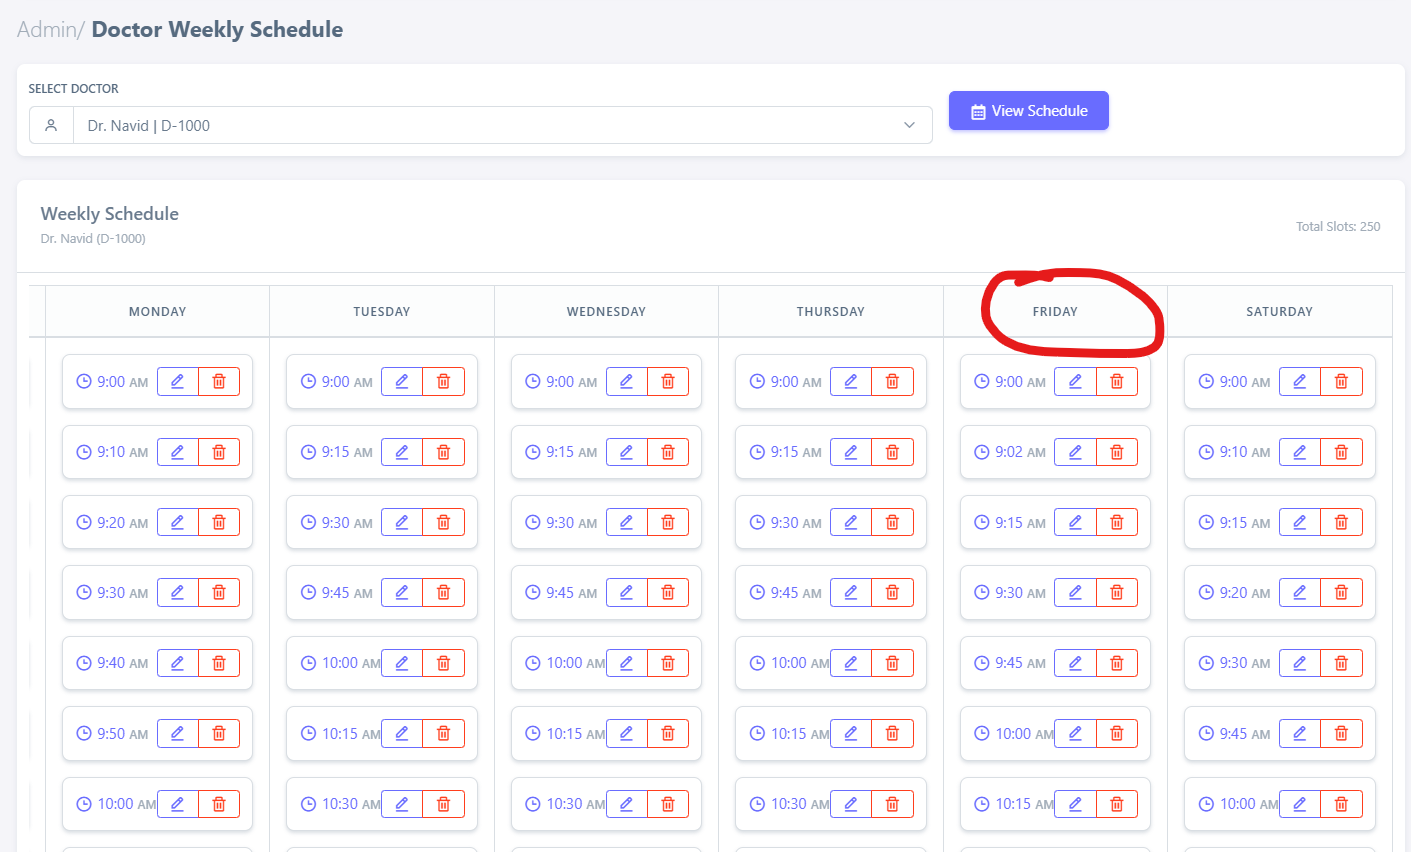 Admin/ Doctor Weekly Schedule
SELECT DOCTOR
Dr. Navid | D-1000
View Schedule
Weekly Schedule
Dr. Navid (D-1000)
Total Slots: 250
MONDAY TUESDAY WEDNESDAY THURSDAY FRIDAY SATURDAY
9:00 AM 9:00 AM 9:00 AM 9:00 AM 9:00 AM 9:00 AM
9:10 AM 9:15 AM 9:15 AM 9:15 AM 9:02 AM 9:10 AM
9:20 AM 9:30 AM 9:30 AM 9:30 AM 9:15 AM 9:15 AM
9:30 AM 9:45 AM 9:45 AM 9:45 AM 9:30 AM 9:20 AM
9:40 AM 10:00 AM 10:00 AM 10:00 AM 9:45 AM 9:30 AM
9:50 AM 10:15 AM 10:15 AM 10:15 AM 10:00 AM 9:45 AM
10:00 AM 10:30 AM 10:30 AM 10:30 AM 10:15 AM 10:00 AM